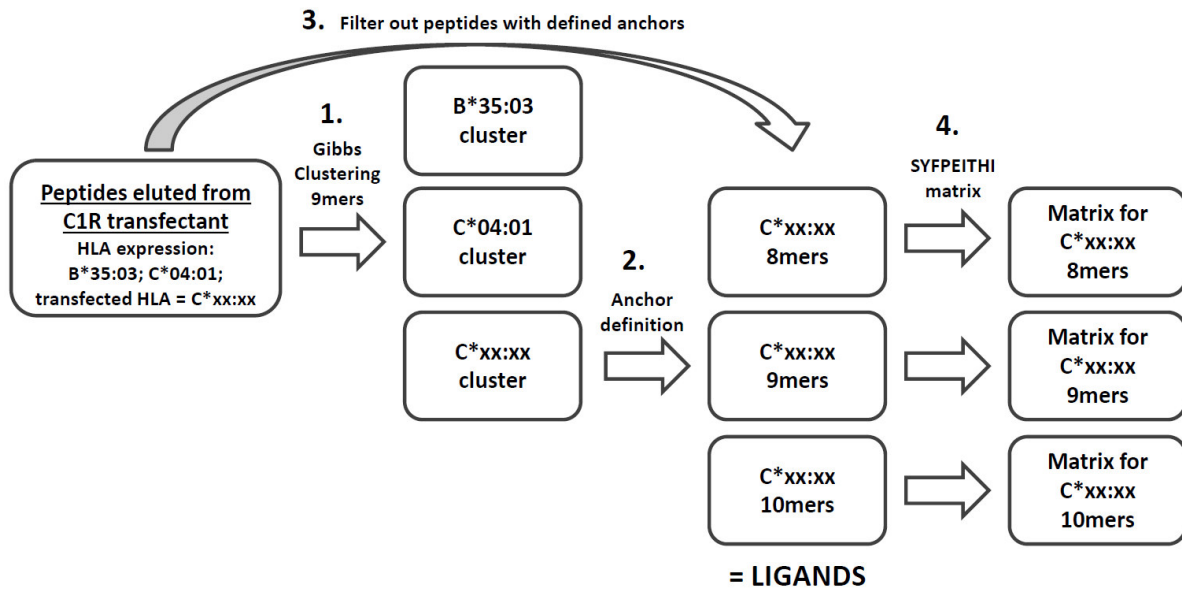 3. Filter out peptides with defined anchors
Peptides eluted from
C1R transfectant
HLA expression:
B*35:03; C*04:01;
transfected HLA = C*xx:xx
1.
Gibbs
Clustering
9mers
B*35:03
cluster
C*04:01
cluster
C*xx:xx
cluster
2.
Anchor
definition
C*xx:xx
8mers
C*xx:xx
9mers
C*xx:xx
10mers
= LIGANDS
4.
SYFPEITHI
matrix
Matrix for
C*xx:xx
8mers
Matrix for
C*xx:xx
9mers
Matrix for
C*xx:xx
10mers